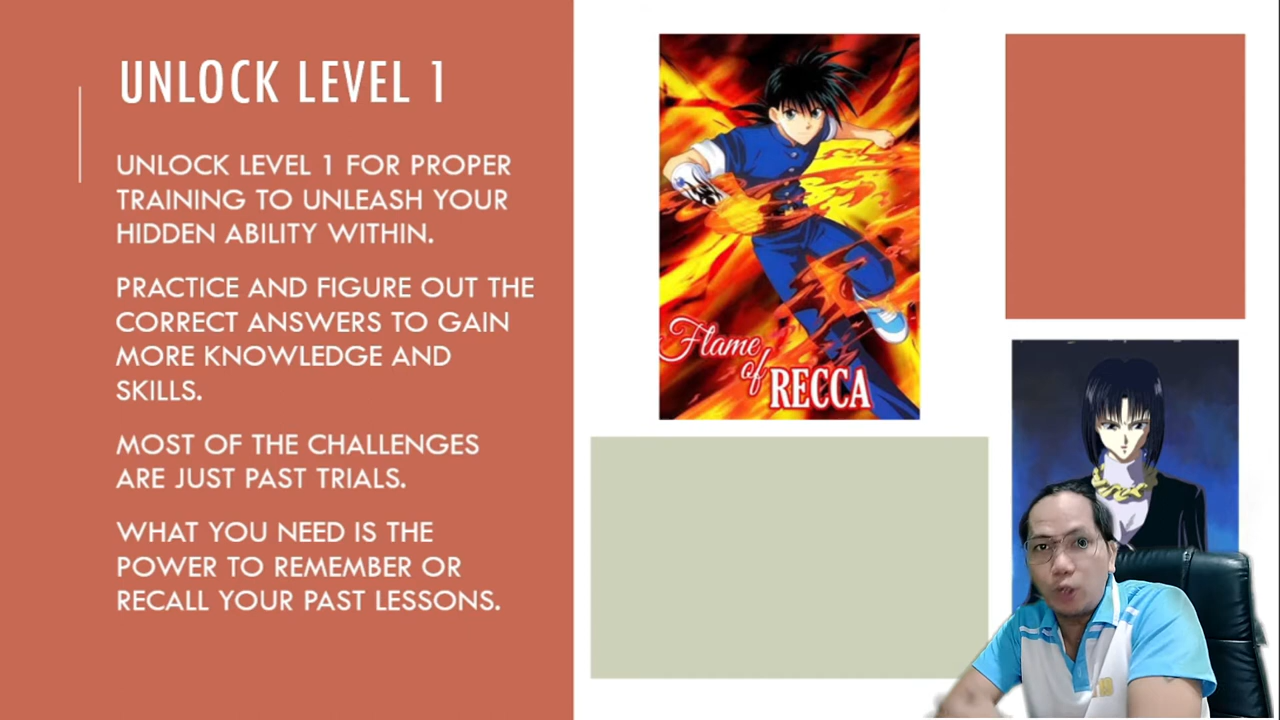 UNLOCK LEVEL 1
UNLOCK LEVEL 1 FOR PROPER
TRAINING TO UNLEASH YOUR
HIDDEN ABILITY WITHIN.
PRACTICE AND FIGURE OUT THE
CORRECT ANSWERS TO GAIN
MORE KNOWLEDGE AND
SKILLS.
MOST OF THE CHALLENGES
ARE JUST PAST TRIALS.
WHAT YOU NEED IS THE
POWER TO REMEMBER OR
RECALL YOUR PAST LESSONS.
Flame
of
RECCA